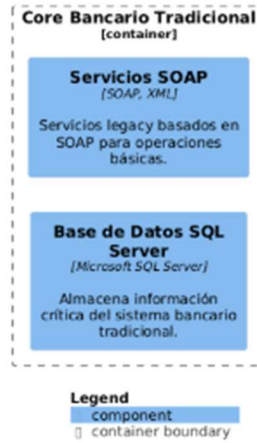 Core Bancario Tradicional
[container]
Servicios SOAP
[SOAP, XML]
Servicios legacy basados en
SOAP para operaciones
básicas.
Base de Datos SQL
Server
[Microsoft SQL Server]
Almacena información
crítica del sistema bancario
tradicional.
Legend
component
container boundary